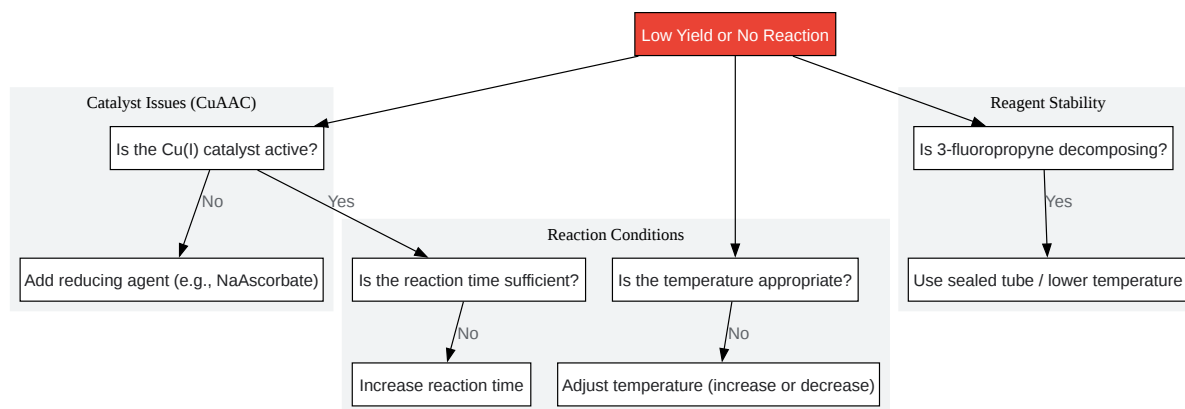 Low Yield or No Reaction
Catalyst Issues (CuAAC)
Reagent Stability
Is the Cu(I) catalyst active?
Is 3-fluoropropyne decomposing?
No
Yes
Yes
Reaction Conditions
Add reducing agent (e.g., NaAscorbate)
Is the reaction time sufficient?
Is the temperature appropriate?
Use sealed tube / lower temperature
No
No
Increase reaction time
Adjust temperature (increase or decrease)